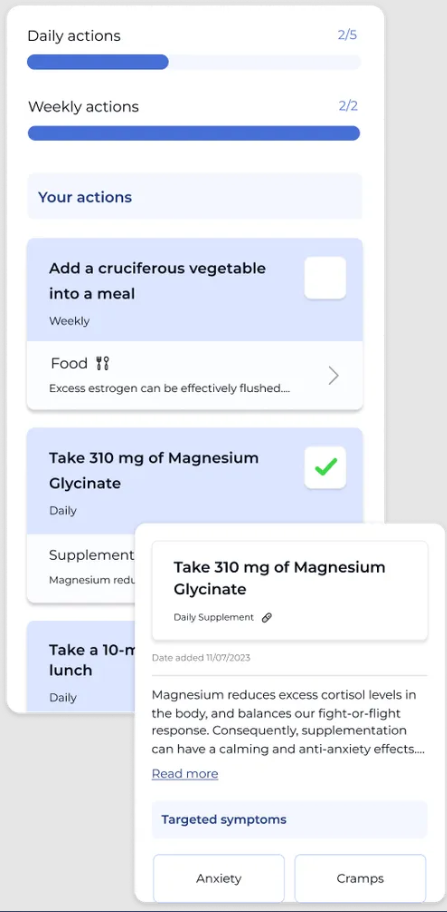 Daily actions 2/5
Weekly actions 2/2
Your actions
Add a cruciferous vegetable
into a meal
Weekly
Food
Excess estrogen can be effectively flushed....
Take 310 mg of Magnesium
Glycinate
Daily
Supplement
Magnesium
Take a
lunch
Daily
Take 310 mg of Magnesium
Glycinate
Daily Supplement
Date added 11/07/2023
Magnesium reduces excess cortisol levels in
the body, and balances our fight-or-flight
response. Consequently, supplementation
can have a calming and anti-anxiety effects....
Read more
Targeted symptoms
Anxiety
Cramps